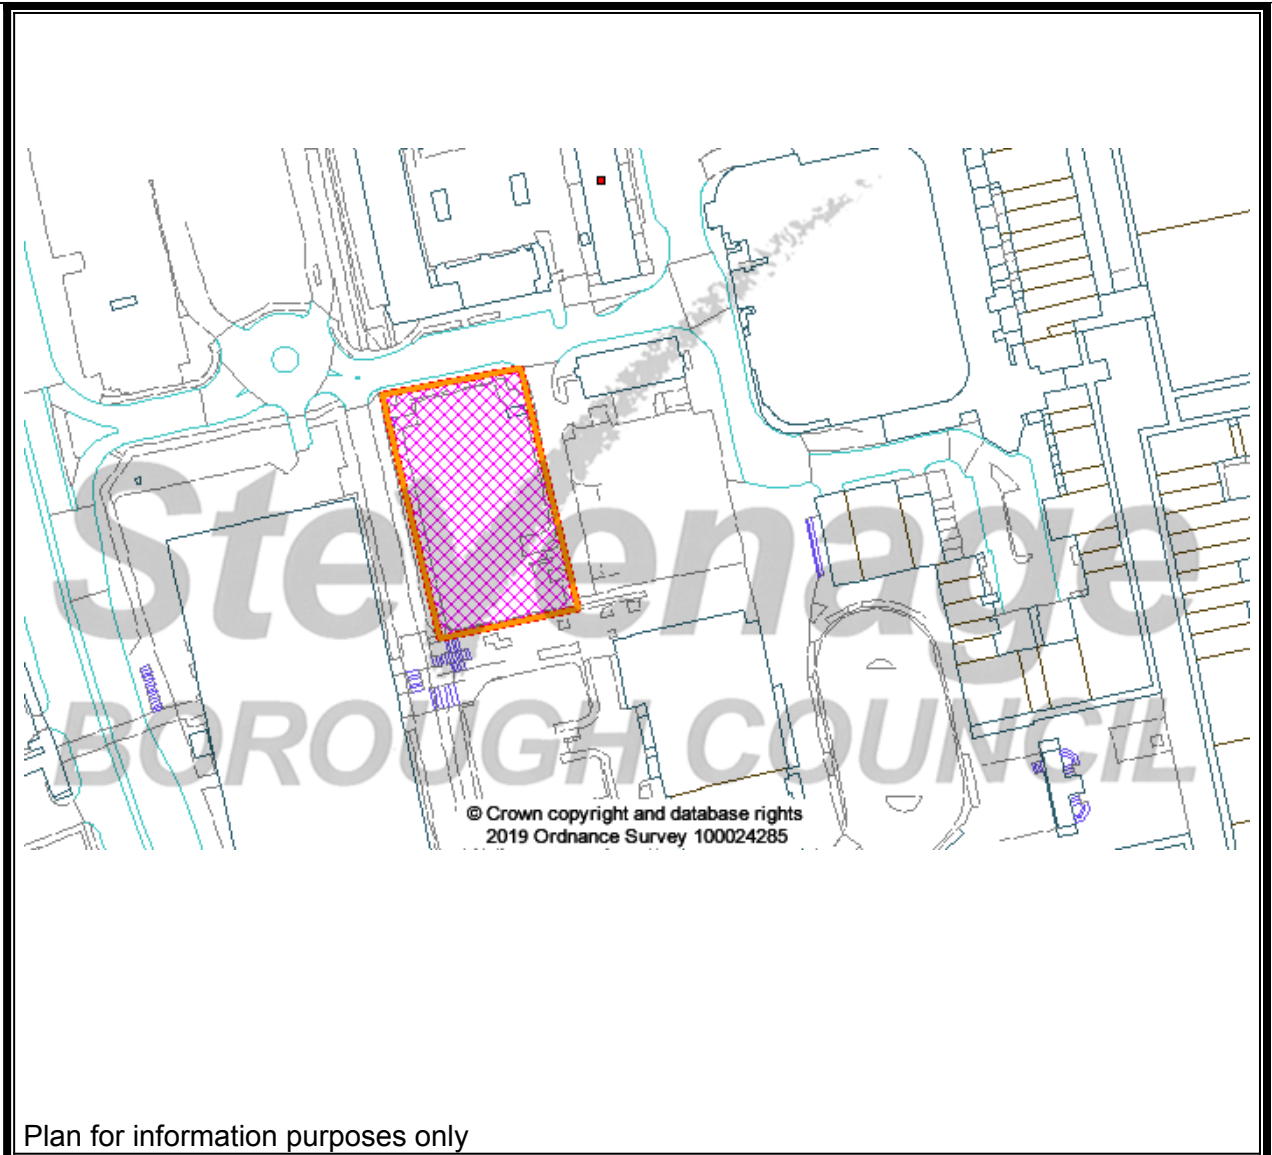 Stevenage
BOROUGH COUNCIL
© Crown copyright and database rights
2019 Ordnance Survey 100024285
Plan for information purposes only